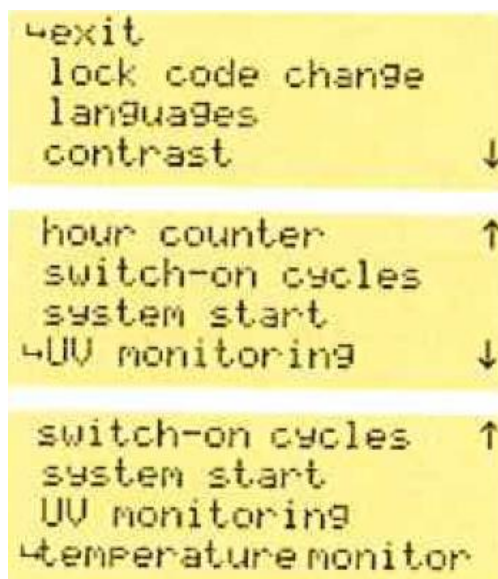 ↳exit
lock code change
languages
contrast ↓
hour counter ↑
switch-on cycles
system start
↳UV monitoring ↓
switch-on cycles ↑
system start
UV monitoring
↳temperature monitor